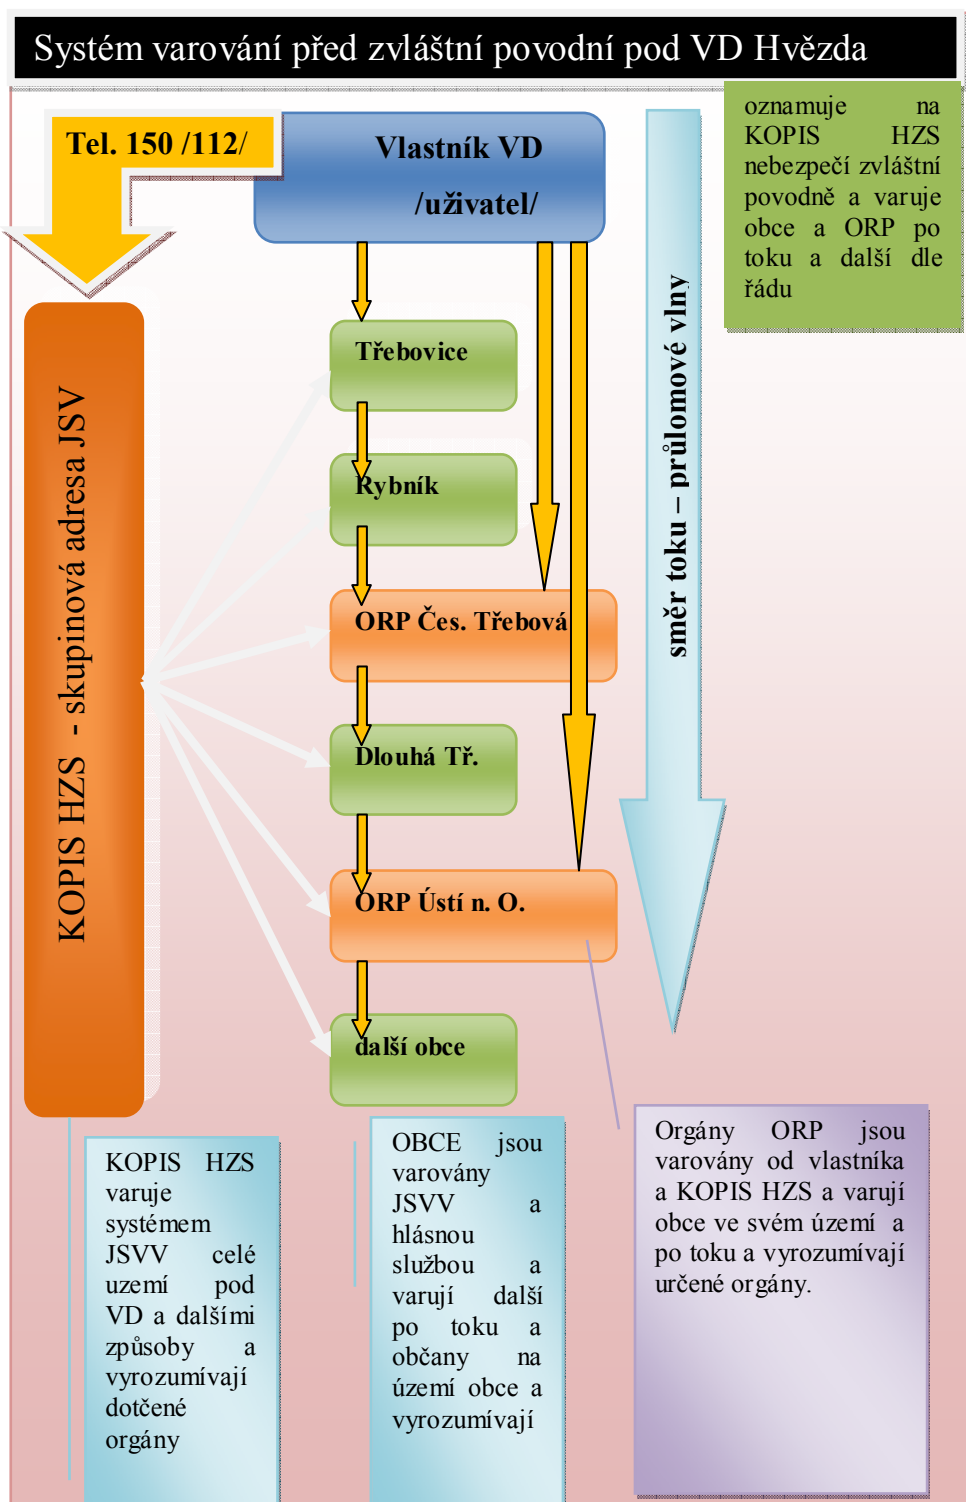 Systém varování před zvláštní povodní pod VD Hvězda
Tel. 150 /112/
Vlastník VD
/uživatel/
oznamuje na
KOPIS HZS
nebezpečí zvláštní
povodně a varuje
obce a ORP po
toku a další dle
řádu
směr toku – průlomové vlny
KOPIS HZS - skupinová adresa JSV
Třebovice
Rybník
ORP Čes. Třebová
Dlouhá Tř.
ORP Ústí n. O.
další obce
KOPIS HZS
varuje
systémem
JSVV celé
uzemí pod
VD a dalšími
způsoby a
vyrozumívají
dotčené
orgány
OBCE jsou
varovány
JSVV a
hlásnou
službou a
varují další
po toku a
občany na
území obce a
vyrozumívají
Orgány ORP jsou
varovány od vlastníka
a KOPIS HZS a varují
obce ve svém území a
po toku a vyrozumívají
určené orgány.